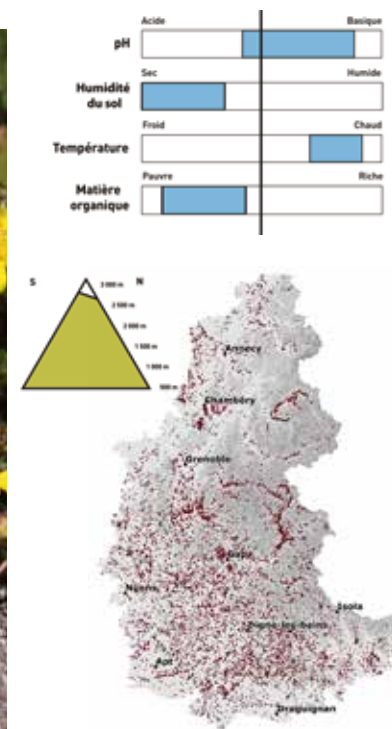 Acide Basique
pH
Sec Humide
Humidité
du sol
Froid Chaud
Température
Pauvre Riche
Matière
organique
S N
3 000 m
2 500 m
2 000 m
1 500 m
1 000 m
500 m
Annecy
Chambéry
Grenoble
Gap
Nyons
Isola
Digne-les-bains
Apt
Draguignan